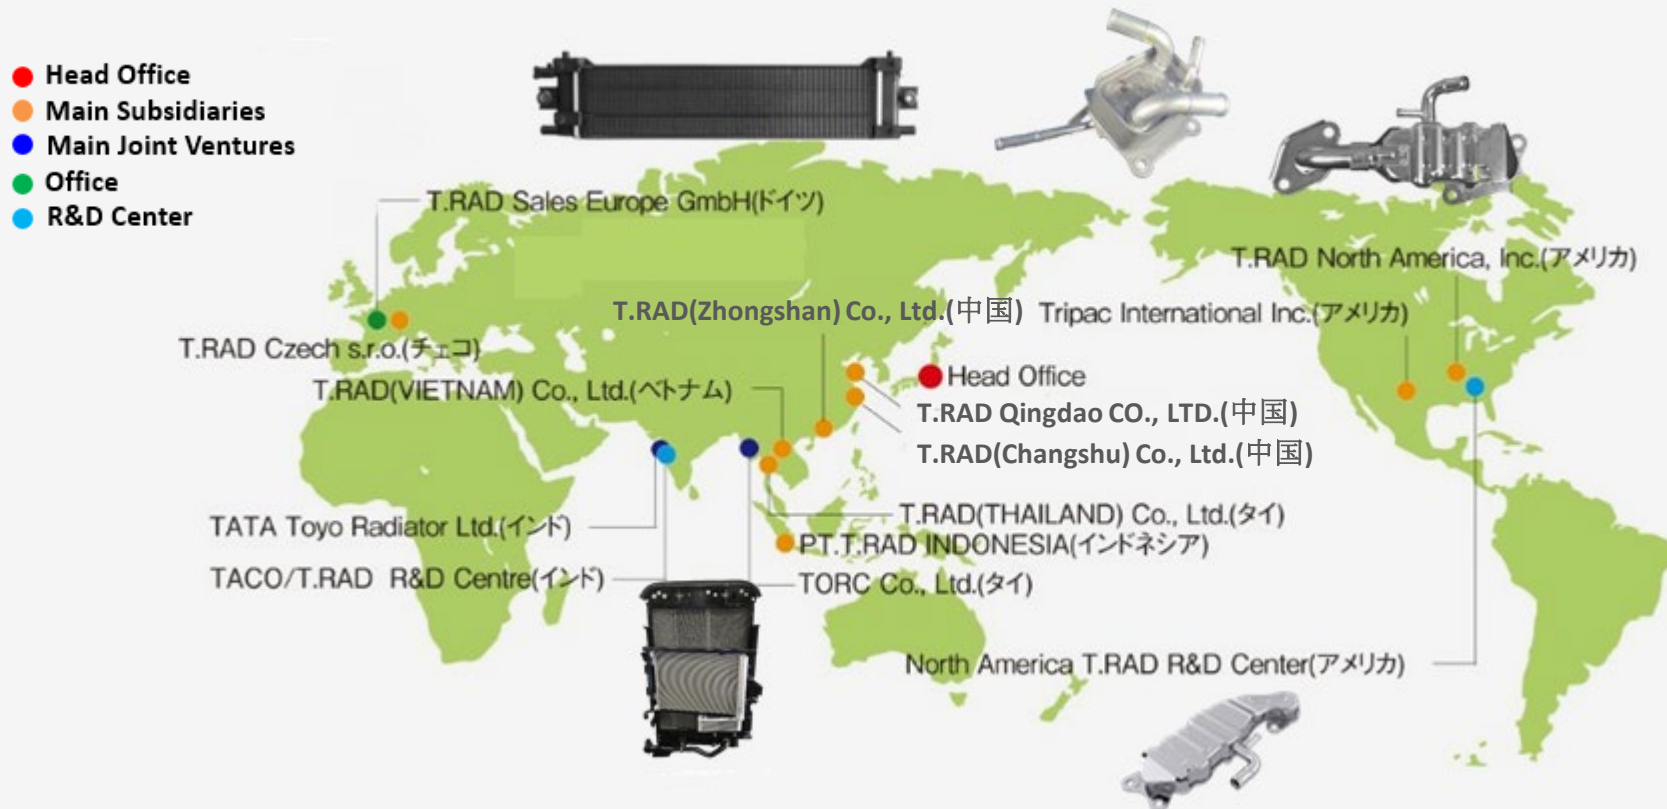 Head Office
Main Subsidiaries
Main Joint Ventures
Office
R&D Center
T.RAD Sales Europe GmbH(ドイツ)
T.RAD North America, Inc.(アメリカ)
T.RAD(Zhongshan) Co., Ltd.(中国)
Tripac International Inc.(アメリカ)
T.RAD Czech s.r.o.(チェコ)
Head Office
T.RAD(VIETNAM) Co., Ltd.(ベトナム)
T.RAD Qingdao CO., LTD.(中国)
T.RAD(Changshu) Co., Ltd.(中国)
T.RAD(THAILAND) Co., Ltd.(タイ)
TATA Toyo Radiator Ltd.(インド)
PT.T.RAD INDONESIA(インドネシア)
TACO/T.RAD R&D Centre(インド)
TORC Co., Ltd.(タイ)
North America T.RAD R&D Center(アメリカ)